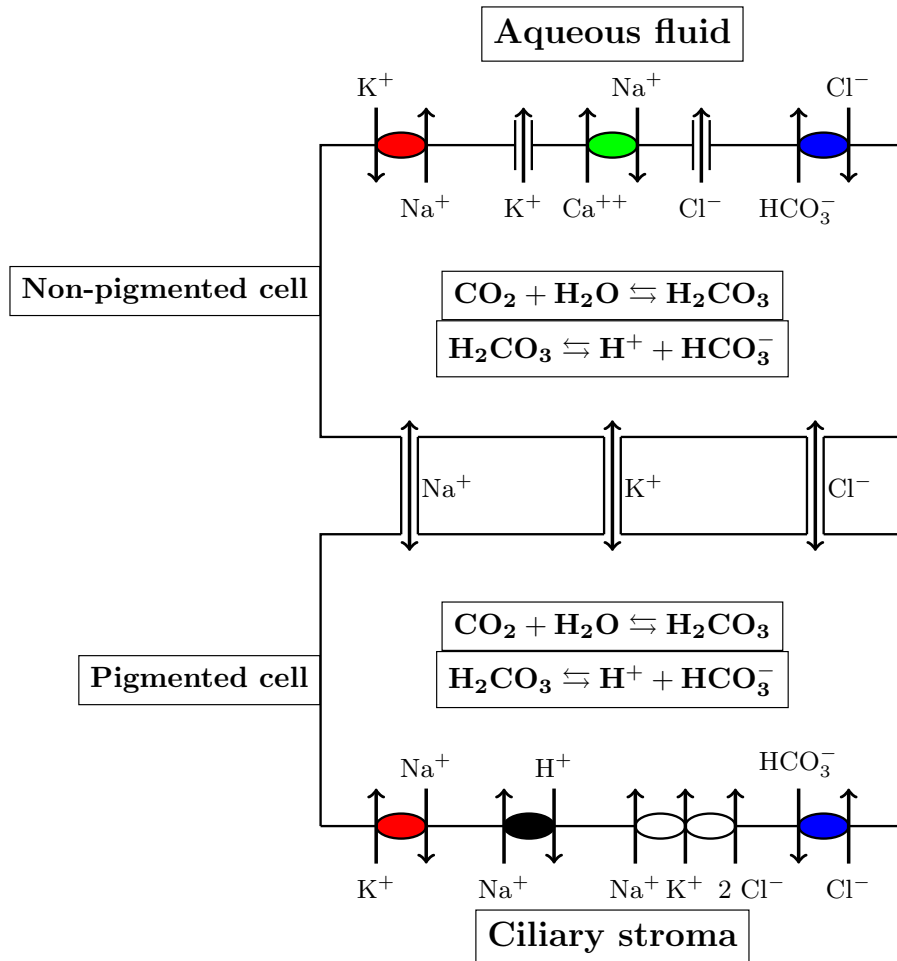 Aqueous fluid
K⁺ Na⁺ Cl⁻
Na⁺ K⁺ Ca⁺⁺ Cl⁻ HCO₃⁻
Non-pigmented cell
CO₂ + H₂O ⇆ H₂CO₃
H₂CO₃ ⇆ H⁺ + HCO₃⁻
Na⁺ K⁺ Cl⁻
CO₂ + H₂O ⇆ H₂CO₃
Pigmented cell
H₂CO₃ ⇆ H⁺ + HCO₃⁻
Na⁺ H⁺ HCO₃⁻
K⁺ Na⁺ Na⁺ K⁺ 2 Cl⁻ Cl⁻
Ciliary stroma